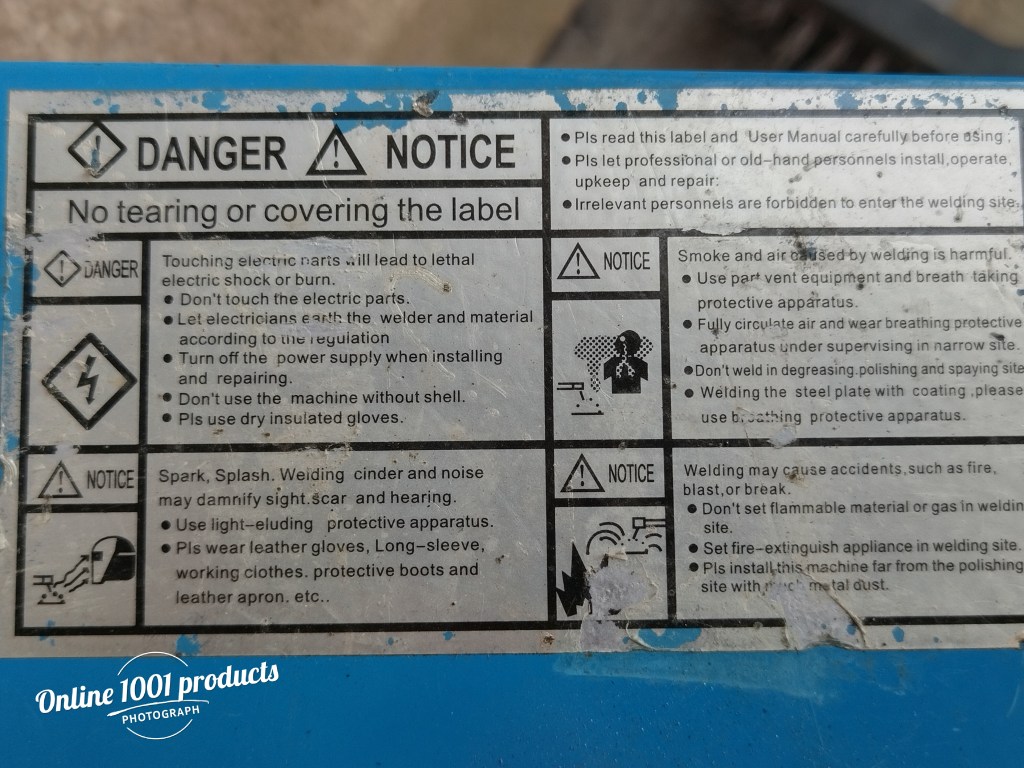 DANGER NOTICE
No tearing or covering the label
● Pls read this label and User Manual carefully before using;
● Pls let professional or old-hand personnels install,operate,
upkeep and repair:
● Irrelevant personnels are forbidden to enter the welding site.
DANGER
Touching electric parts will lead to lethal
electric shock or burn.
● Don't touch the electric parts.
● Let electricians earth the welder and material
according to the regulation
● Turn off the power supply when installing
and repairing.
● Don't use the machine without shell.
● Pls use dry insulated gloves.
NOTICE
Smoke and air caused by welding is harmful.
● Use part vent equipment and breath taking
protective apparatus.
● Fully circulate air and wear breathing protective
apparatus under supervising in narrow site.
● Don't weld in degreasing.polishing and spaying site
● Welding the steel plate with coating ,please
use breathing protective apparatus.
NOTICE
Spark, Splash. Welding cinder and noise
may damnify sight.scar and hearing.
● Use light-eluding protective apparatus.
● Pls wear leather gloves, Long-sleeve,
working clothes. protective boots and
leather apron. etc..
NOTICE
Welding may cause accidents,such as fire,
blast,or break.
● Don't set flammable material or gas in weldin
site.
● Set fire-extinguish appliance in welding site.
● Pls install this machine far from the polishing
site with much metal dust.
Online 1001 products
PHOTOGRAPH